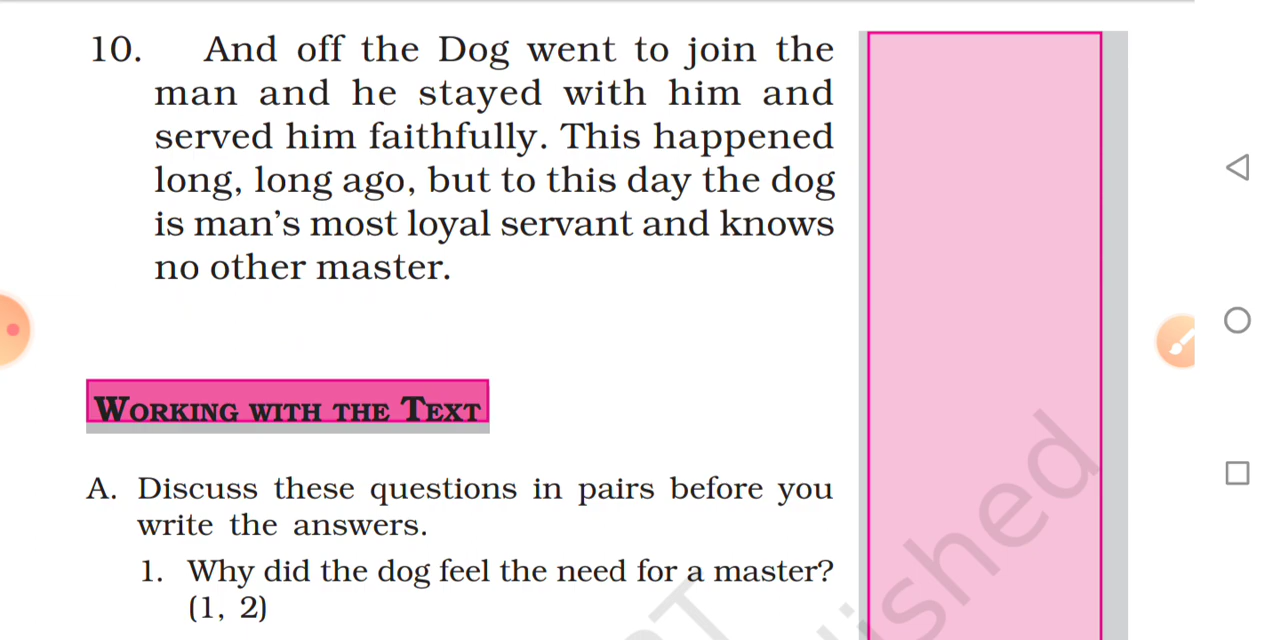 10. And off the Dog went to join the
man and he stayed with him and
served him faithfully. This happened
long, long ago, but to this day the dog
is man's most loyal servant and knows
no other master.
WORKING WITH THE TEXT
A. Discuss these questions in pairs before you
write the answers.
1. Why did the dog feel the need for a master?
(1, 2)